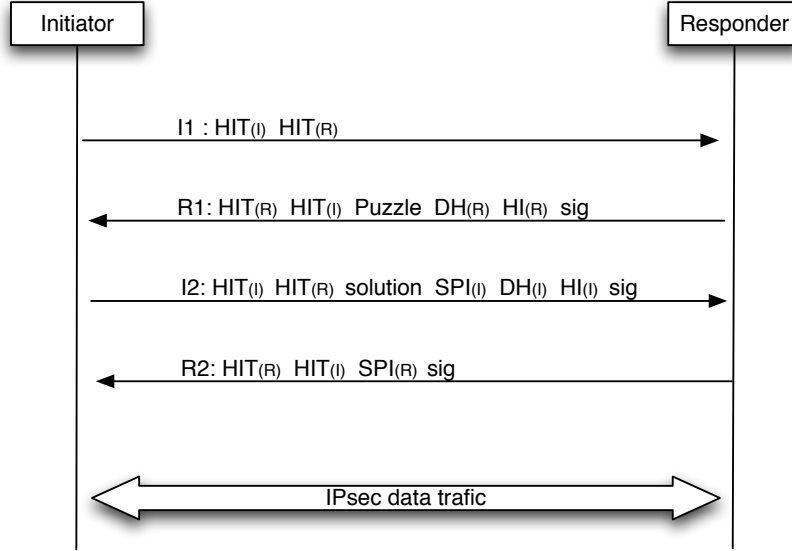 Initiator
Responder
I1 : HIT(I) HIT(R)
R1: HIT(R) HIT(I) Puzzle DH(R) HI(R) sig
I2: HIT(I) HIT(R) solution SPI(I) DH(I) HI(I) sig
R2: HIT(R) HIT(I) SPI(R) sig
IPsec data trafic